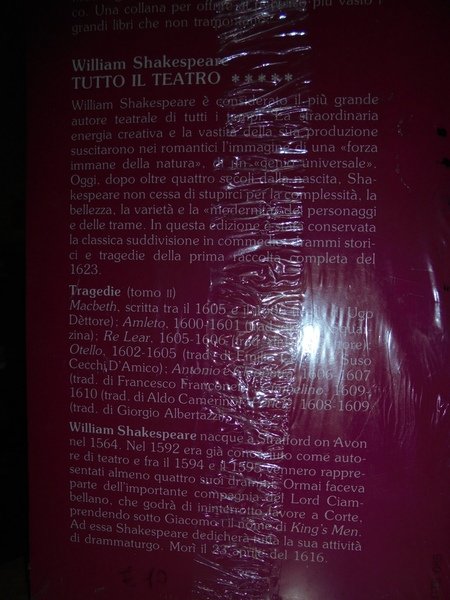 co. Una collana per offrire al più vasto i
grandi libri che non tramontano
William Shakespeare
TUTTO IL TEATRO *****
William Shakespeare è considerato il più grande
autore teatrale di tutti i tempi. La straordinaria
energia creativa e la vastità della sua produzione
suscitarono nei romantici l'immagine di una «forza
immane della natura», di un «genio universale».
Oggi, dopo oltre quattro secoli dalla nascita, Sha-
kespeare non cessa di stupirci per la complessità, la
bellezza, la varietà e la «modernità» dei personaggi
e delle trame. In questa edizione è stata conservata
la classica suddivisione in commedie, drammi stori-
ci e tragedie della prima raccolta completa del
1623.
Tragedie (tomo II)
Macbeth, scritta tra il 1605 e il Ugo
Dèttore); Amleto, 1600-1601
zina); Re Lear, 1605-1606
Otello, 1602-1605 (trad. di Emilio Suso
Cecchi D'Amico); Antonio e 1606-1607
(trad. di Francesco Cimbelino, 1609-
1610 (trad. di Aldo Camerino); 1608-1609
(trad. di Giorgio Albertazzi).
William Shakespeare nacque a Stratford on Avon
nel 1564. Nel 1592 era già conosciuto come auto-
re di teatro e fra il 1594 e il 1595 vennero rappre-
sentati almeno quattro suoi drammi. Ormai faceva
parte dell'importante compagnia del Lord Ciam-
bellano, che godrà di ininterrotto favore a Corte,
prendendo sotto Giacomo I il nome di King's Men.
Ad essa Shakespeare dedicherà tutta la sua attività
di drammaturgo. Morì il 23 aprile del 1616.
€ 10